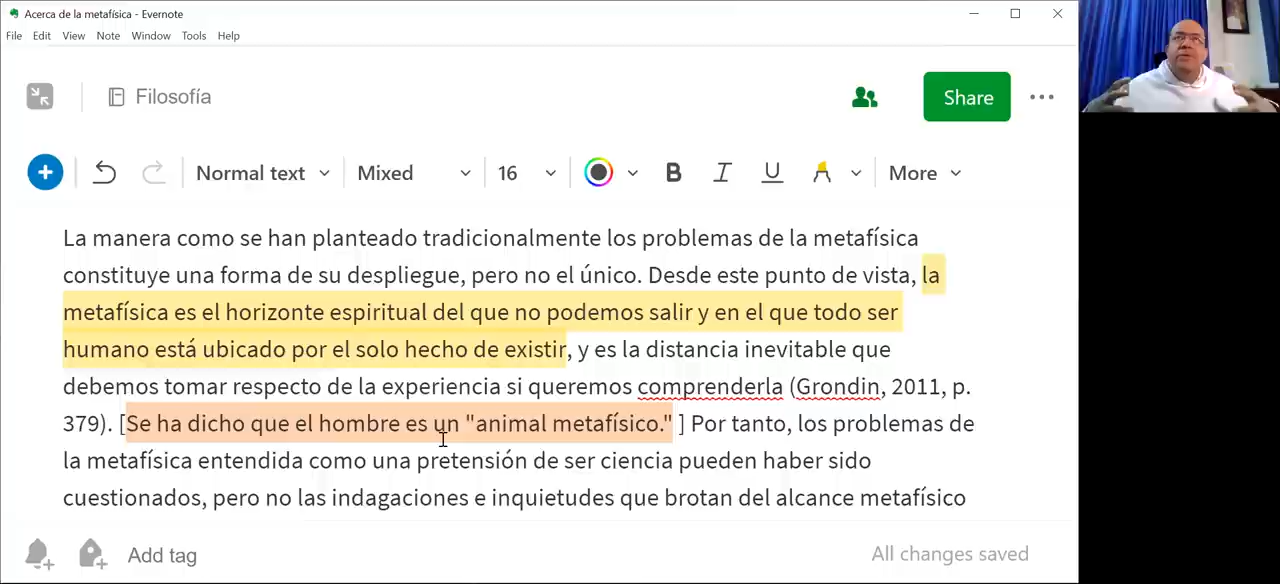 Acerca de la metafísica - Evernote
File Edit View Note Window Tools Help
Filosofía
Share
Normal text Mixed 16 B I U A More
La manera como se han planteado tradicionalmente los problemas de la metafísica
constituye una forma de su despliegue, pero no el único. Desde este punto de vista, la
metafísica es el horizonte espiritual del que no podemos salir y en el que todo ser
humano está ubicado por el solo hecho de existir, y es la distancia inevitable que
debemos tomar respecto de la experiencia si queremos comprenderla (Grondin, 2011, p.
379). [Se ha dicho que el hombre es un "animal metafísico." ] Por tanto, los problemas de
la metafísica entendida como una pretensión de ser ciencia pueden haber sido
cuestionados, pero no las indagaciones e inquietudes que brotan del alcance metafísico
Add tag
All changes saved